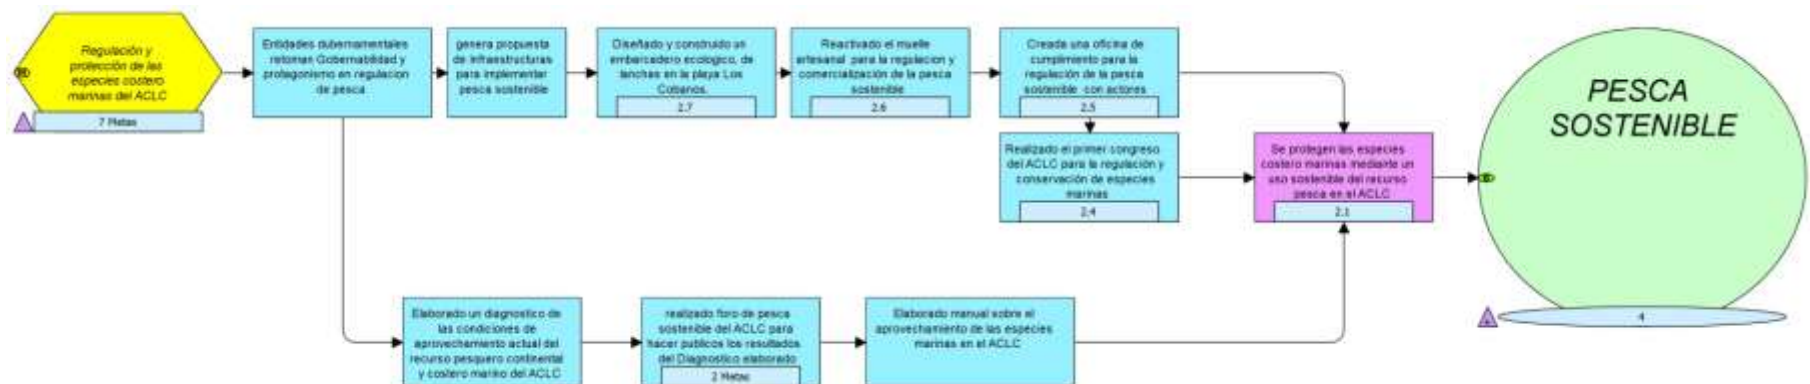 Regulación y
protección de las
especies costero
marinas del ACLC
7 Metas
Entidades dubernamentales
retoman Gobernabilidad y
protagonismo en regulacion
de pesca
genera propuesta
de infraestructuras
para implementar
pesca sostenible
Diseñado y construido un
embarcadero ecologico, de
lanchas en la playa Los
Cobanos.
2.7
Reactivado el muelle
artesanal para la regulacion y
comercialización de la pesca
sostenible
2.6
Creada una oficina de
cumplimiento para la
regulación de la pesca
sostenible con actores
2.5
Realizado el primer congreso
del ACLC para la regulación y
conservación de especies
marinas
2.4
Se protegen las especies
costero marinas mediante un
uso sostenible del recurso
pesca en el ACLC
2.1
PESCA
SOSTENIBLE
4
Elaborado un diagnostico de
las condiciones de
aprovechamiento actual del
recurso pesquero continental
y costero marino del ACLC
realizado foro de pesca
sostenible del ACLC para
hacer publicos los resultados
del Diagnostico elaborado
2 Metas
Elaborado manual sobre el
aprovechamiento de las especies
marinas en el ACLC